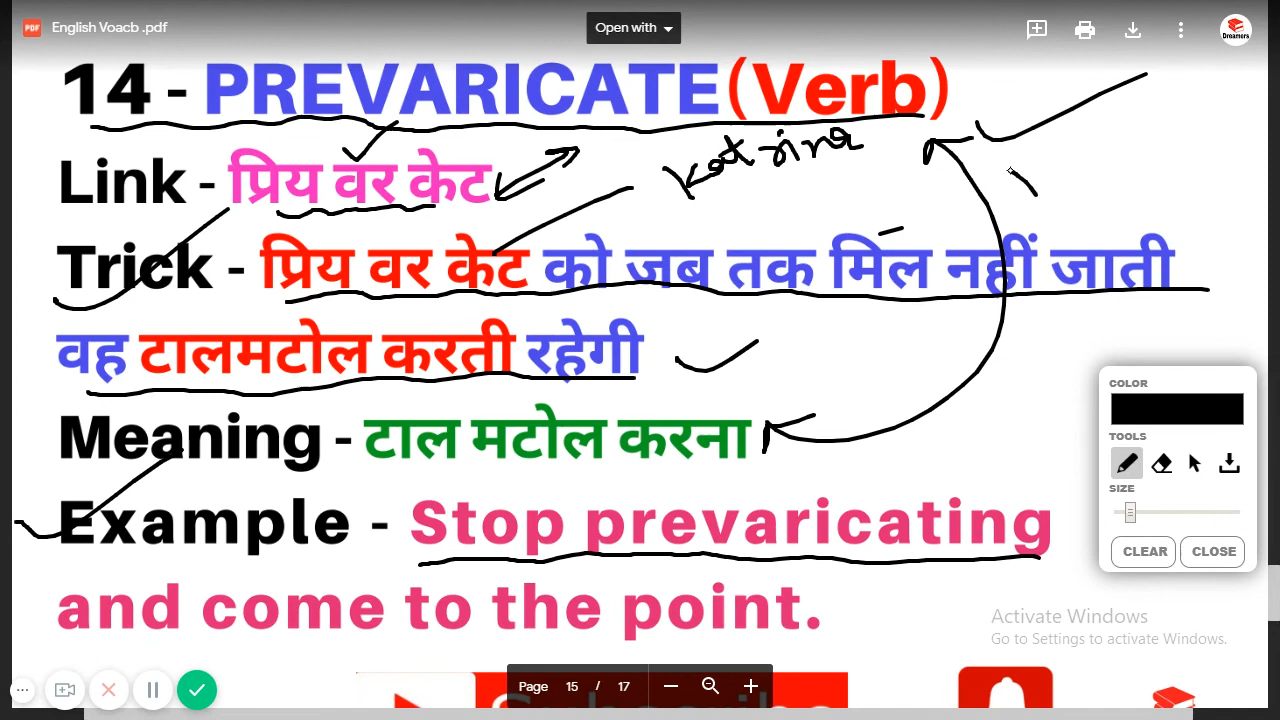 English Voacb .pdf
Open with
Dreamers
14 - PREVARICATE(Verb)
Katrina
Link - प्रिय वर केट
Trick - प्रिय वर केट को जब तक मिल नहीं जाती
वह टालमटोल करती रहेगी
Meaning - टाल मटोल करना
Example - Stop prevaricating
and come to the point.
COLOR
TOOLS
SIZE
CLEAR CLOSE
Activate Windows
Go to Settings to activate Windows.
Page 15 / 17
Subscribe